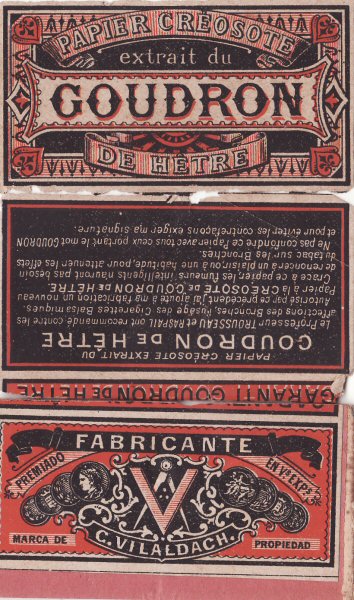 PAPIER CRÉOSOTE
extrait du
GOUDRON
DE HÊTRE
PAPIER CRÉOSOTE EXTRAIT DU
GOUDRON DE HÊTRE
Le Professeur TROUSSEAU et RASPAIL ont recommandé contre les
affections des Bronches, l'usage des Cigarettes Balsamiques
Autorisé par ce précédent j'ai ajouté à ma fabrication un nouveau
Papier à la CRÉOSOTE DE GOUDRON DE HÊTRE.
Grace à ce papier, les fumeurs intelligents n'auront pas besoin
de renoncer à un plaisir, où à une habitude, pour attenuer les effets
du tabac sur les Bronches.
Ne pas confondre ce Papier avec tous ceux portant le mot GOUDRON
et pour éviter les contrefaçons exiger ma signature
GARANTI GOUDRON DE HÊTRE
FABRICANTE
PREMIADO
EN Vs EXPs
V
C. VILALDACH.
MARCA DE
PROPIEDAD